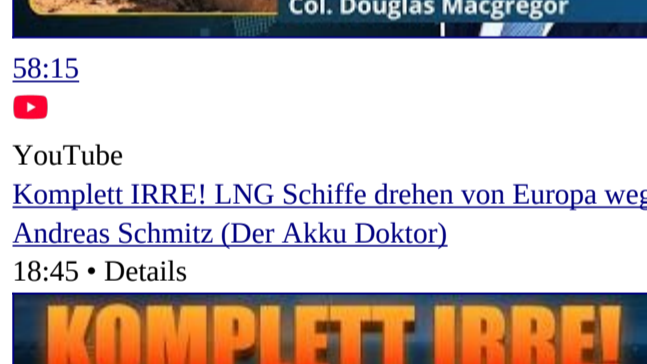 Col. Douglas Macgregor
58:15
YouTube
Komplett IRRE! LNG Schiffe drehen von Europa weg
Andreas Schmitz (Der Akku Doktor)
18:45 • Details
KOMPLETT IRRE!